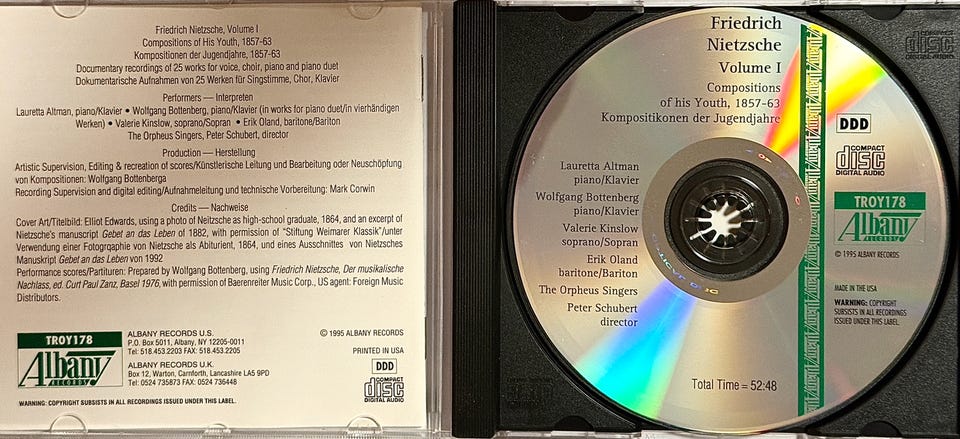 Friedrich Nietzsche, Volume I
Compositions of His Youth, 1857-63
Kompositionen der Jugendjahre, 1857-63
Documentary recordings of 25 works for voice, choir, piano and piano duet
Dokumentarische Aufnahmen von 25 Werken für Singstimme, Chor, Klavier
Performers — Interpreten
Lauretta Altman, piano/Klavier • Wolfgang Bottenberg, piano/Klavier (in works for piano duet/in vierhändigen
Werken) • Valerie Kinslow, soprano/Sopran • Erik Oland, baritone/Bariton
The Orpheus Singers, Peter Schubert, director
Production — Herstellung
Artistic Supervision, Editing & recreation of scores/Künstlerische Leitung und Bearbeitung oder Neuschöpfung
von Kompositionen: Wolfgang Bottenberga
Recording Supervision and digital editing/Aufnahmeleitung und technische Vorbereitung: Mark Corwin
Credits — Nachweise
Cover Art/Titelbild: Elliot Edwards, using a photo of Neitzsche as high-school graduate, 1864, and an excerpt of
Nietzsche's manuscript Gebet an das Leben of 1882, with permission of "Stiftung Weimarer Klassik"/unter
Verwendung einer Fotogrqaphie von Nietzsche als Abiturient, 1864, und eines Ausschnittes von Nietzsches
Manuskript Gebet an das Leben von 1992
Performance scores/Partituren: Prepared by Wolfgang Bottenberg, using Friedrich Nietzsche, Der musikalische
Nachlass, ed. Curt Paul Zanz, Basel 1976, with permission of Baerenreiter Music Corp., US agent: Foreign Music
Distributors.
TROY178
Albany
RECORDS
ALBANY RECORDS U.S.
P.O. Box 5011, Albany, NY 12205-0011
Tel: 518.453.2203 FAX: 518.453.2205
ALBANY RECORDS U.K.
Box 12, Warton, Carnforth, Lancashire LA5 9PD
Tel: 0524 735873 FAX: 0524 736448
© 1995 ALBANY RECORDS
PRINTED IN USA
DDD
COMPACT
disc
DIGITAL AUDIO
WARNING: COPYRIGHT SUBSISTS IN ALL RECORDINGS ISSUED UNDER THIS LABEL.
Friedrich
Nietzsche
Volume I
Compositions
of his Youth, 1857-63
Kompositikonen der Jugendjahre
Lauretta Altman
piano/Klavier
Wolfgang Bottenberg
piano/Klavier
Valerie Kinslow
soprano/Sopran
Erik Oland
baritone/Bariton
The Orpheus Singers
Peter Schubert
director
Total Time = 52:48
DDD
COMPACT
disc
DIGITAL AUDIO
TROY178
Albany
RECORDS
© 1995 ALBANY RECORDS
MADE IN THE USA
WARNING: COPYRIGHT
SUBSISTS IN ALL RECORDINGS
ISSUED UNDER THIS LABEL.
disc